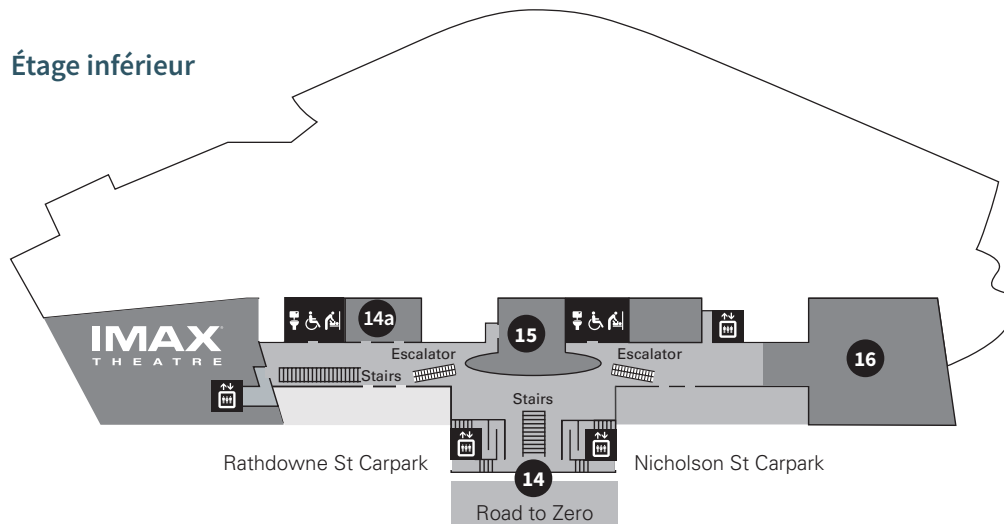 Étage inférieur
14a
15
IMAX
THEATRE
16
Escalator
Escalator
Stairs
Stairs
Rathdowne St Carpark
Nicholson St Carpark
14
Road to Zero